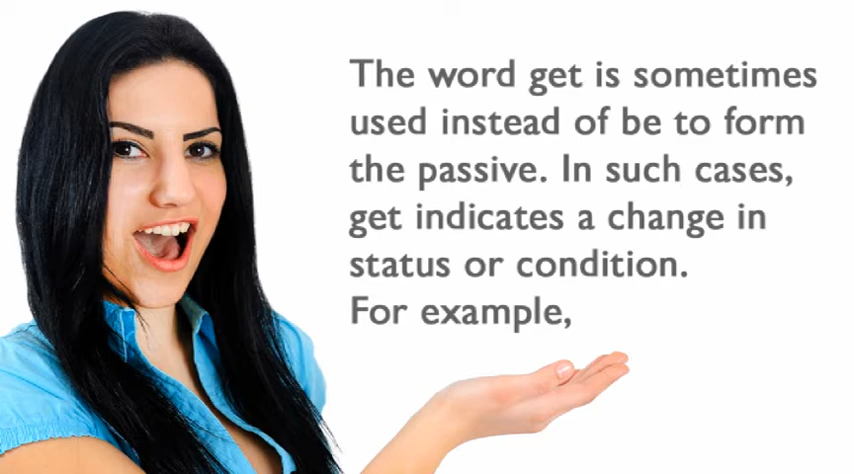 The word get is sometimes
used instead of be to form
the passive. In such cases,
get indicates a change in
status or condition.
For example,